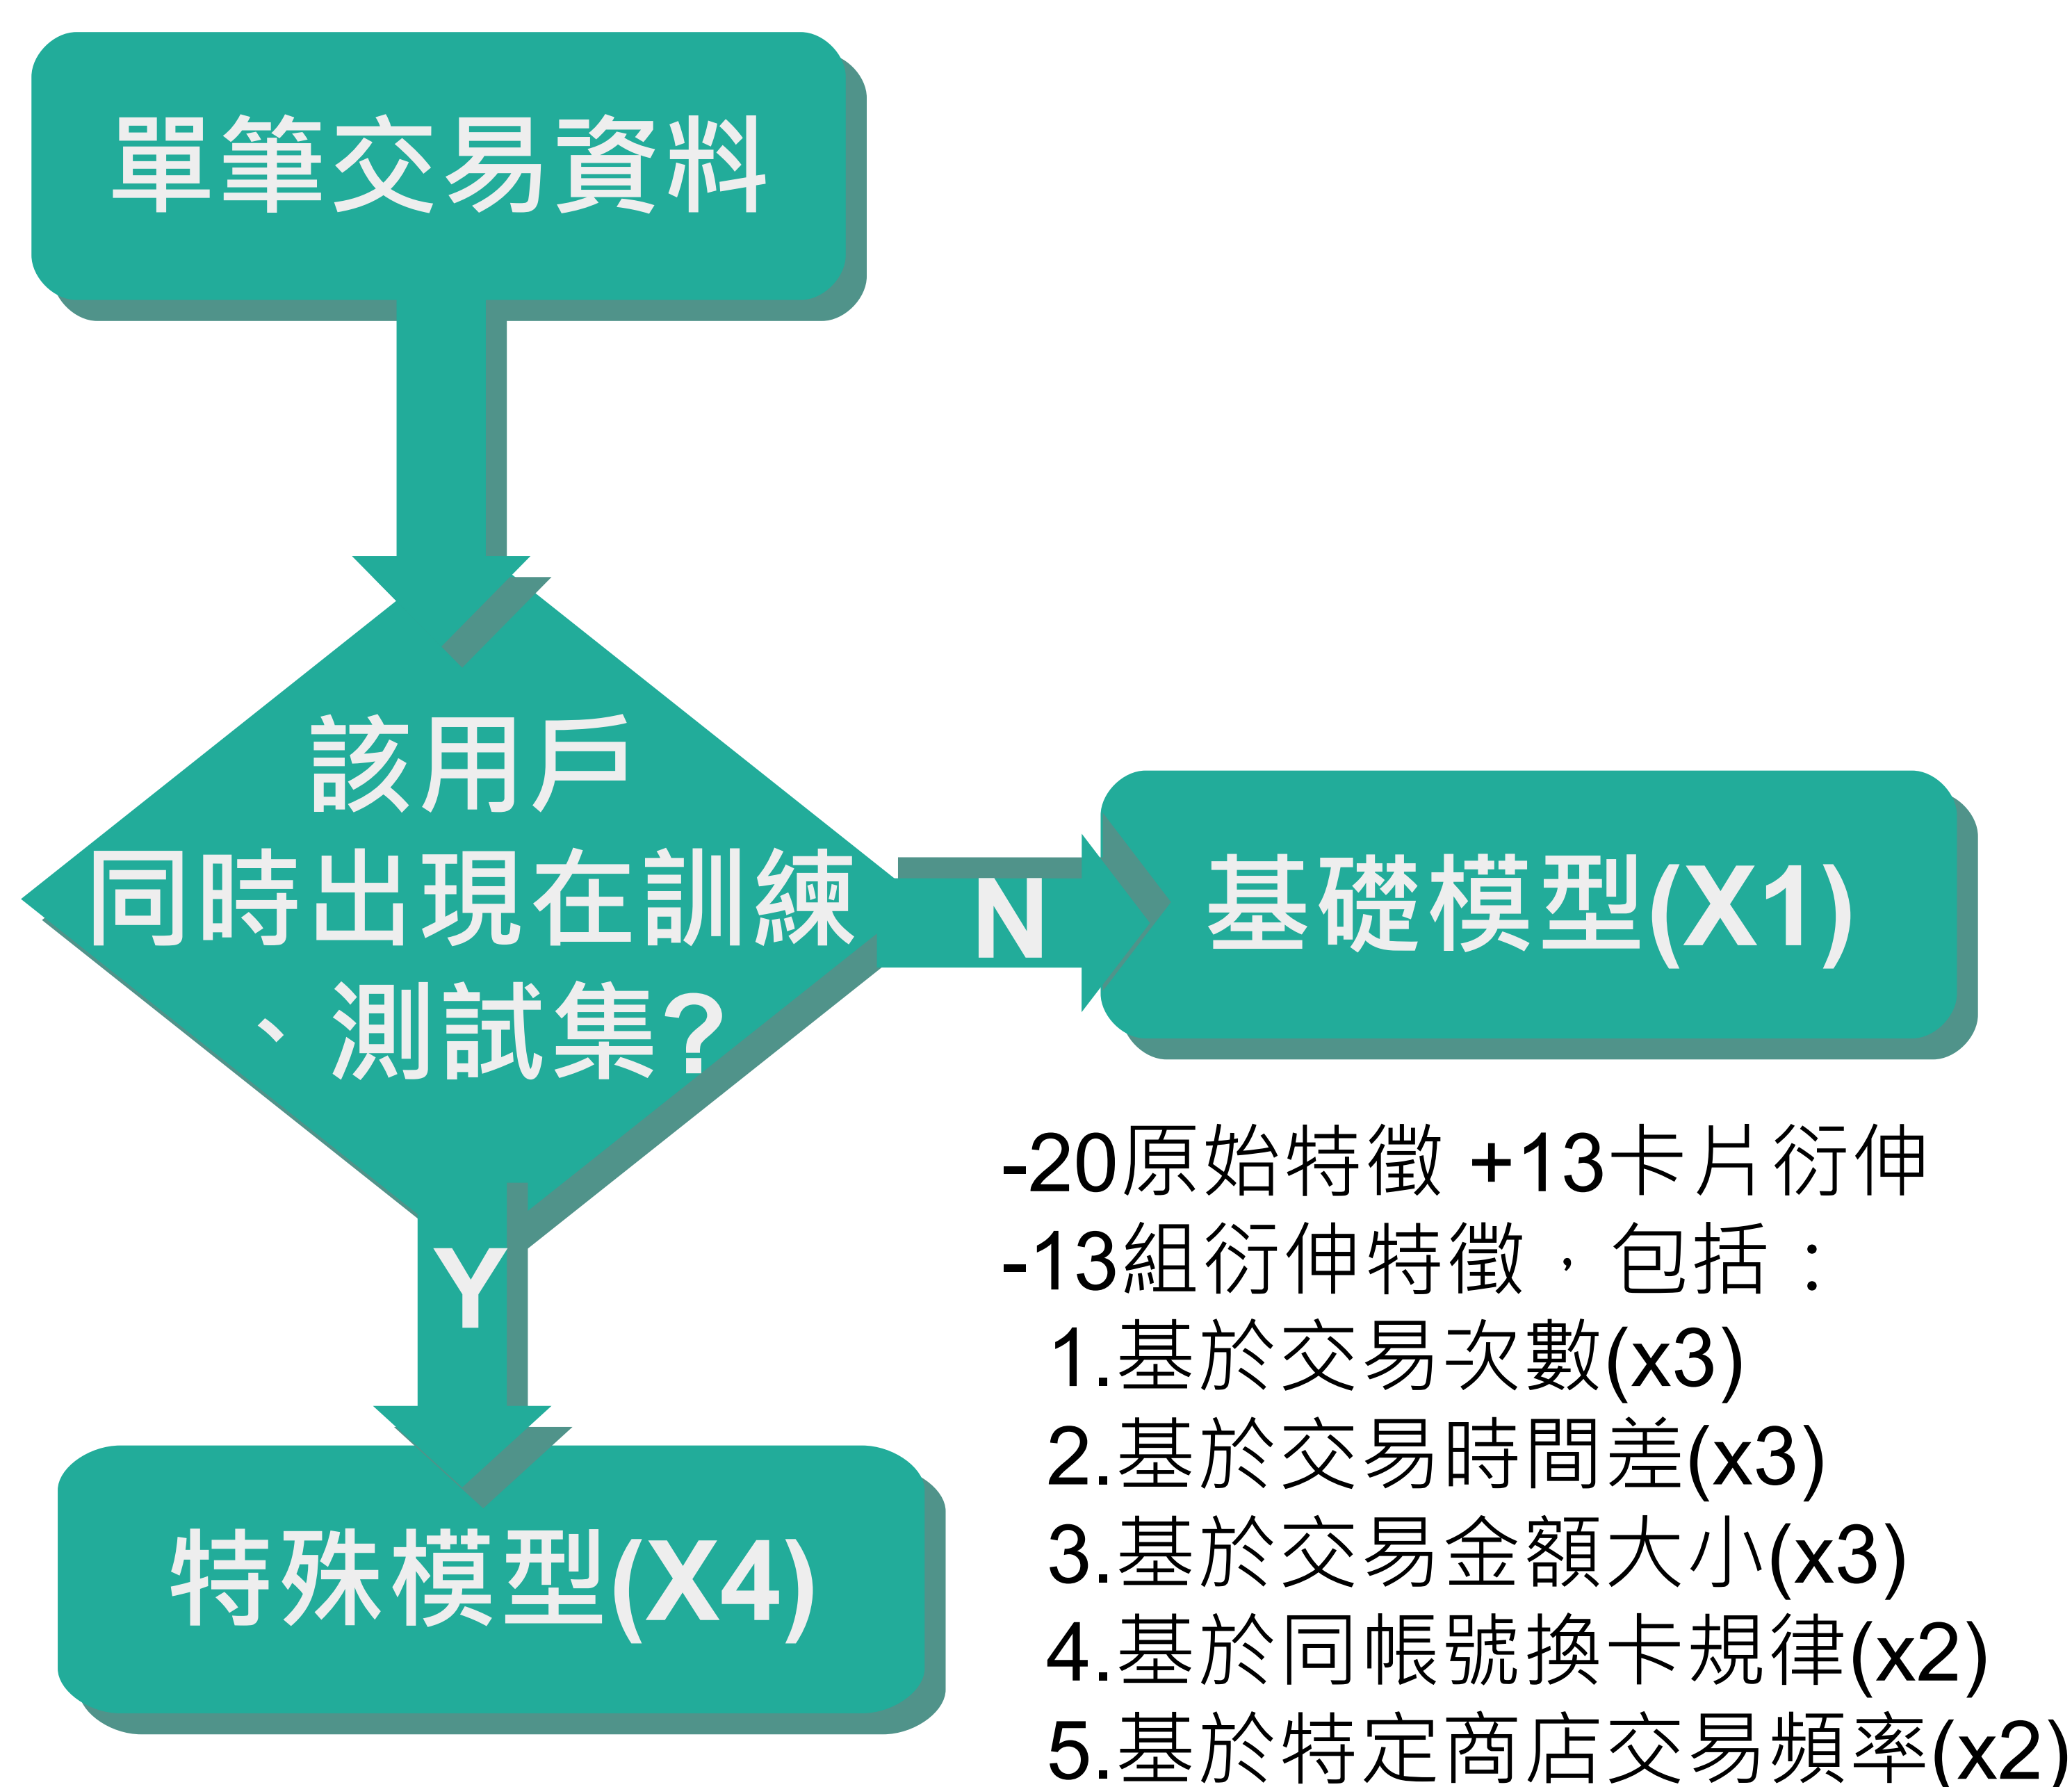 單筆交易資料
該用戶
同時出現在訓練
、測試集?
N
基礎模型(X1)
Y
特殊模型(X4)
-20原始特徵 +13卡片衍伸
-13組衍伸特徵，包括：
1.基於交易次數(x3)
2.基於交易時間差(x3)
3.基於交易金額大小(x3)
4.基於同帳號換卡規律(x2)
5.基於特定商店交易頻率(x2)